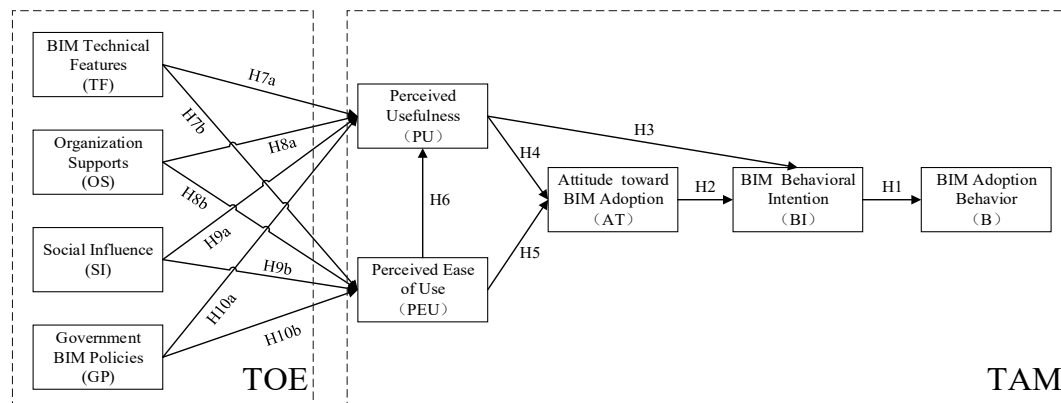 BIM Technical
Features
(TF)
Organization
Supports
(OS)
Social Influence
(SI)
Government
BIM Policies
(GP)
TOE
H7a
H7b
H8a
H8b
H9a
H9b
H10a
H10b
Perceived
Usefulness
（PU）
H6
Perceived Ease
of Use
（PEU）
H3
H4
H5
Attitude toward
BIM Adoption
（AT）
H2
BIM Behavioral
Intention
（BI）
H1
BIM Adoption
Behavior
（B）
TAM